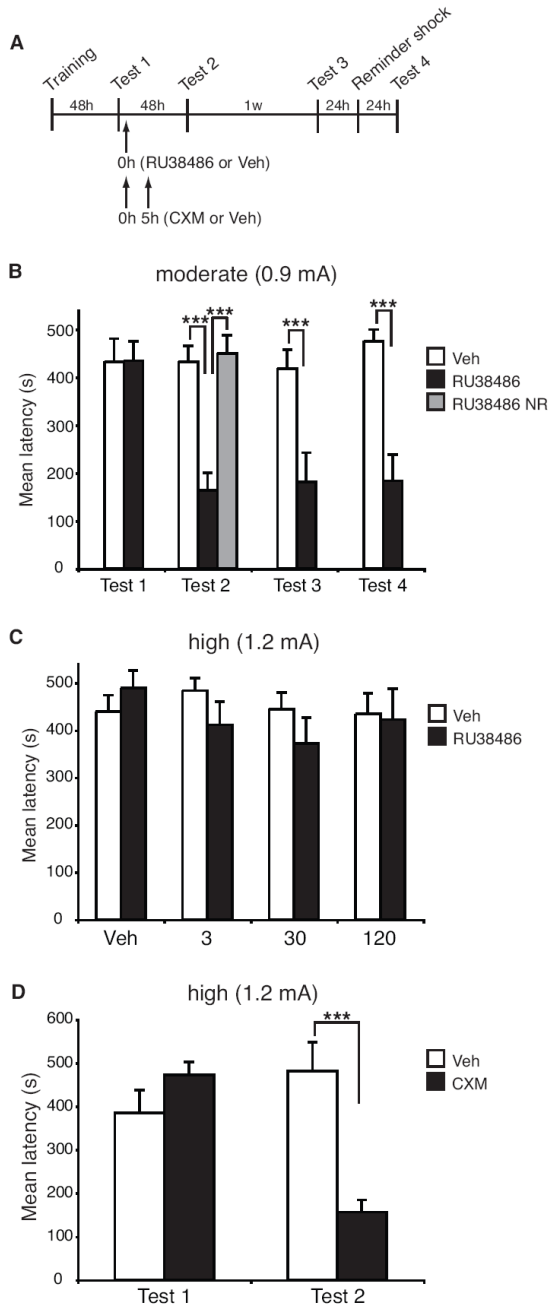 A
Training
Test 1
Test 2
Test 3
Reminder shock
Test 4
48h
48h
1w
24h
24h
0h (RU38486 or Veh)
0h 5h (CXM or Veh)
B
moderate (0.9 mA)
Mean latency (s)
500
400
300
200
100
0
***
***
***
***
Veh
RU38486
RU38486 NR
Test 1
Test 2
Test 3
Test 4
C
high (1.2 mA)
Mean latency (s)
500
400
300
200
100
0
Veh
RU38486
Veh
3
30
120
D
high (1.2 mA)
Mean latency (s)
600
500
400
300
200
100
0
***
Veh
CXM
Test 1
Test 2